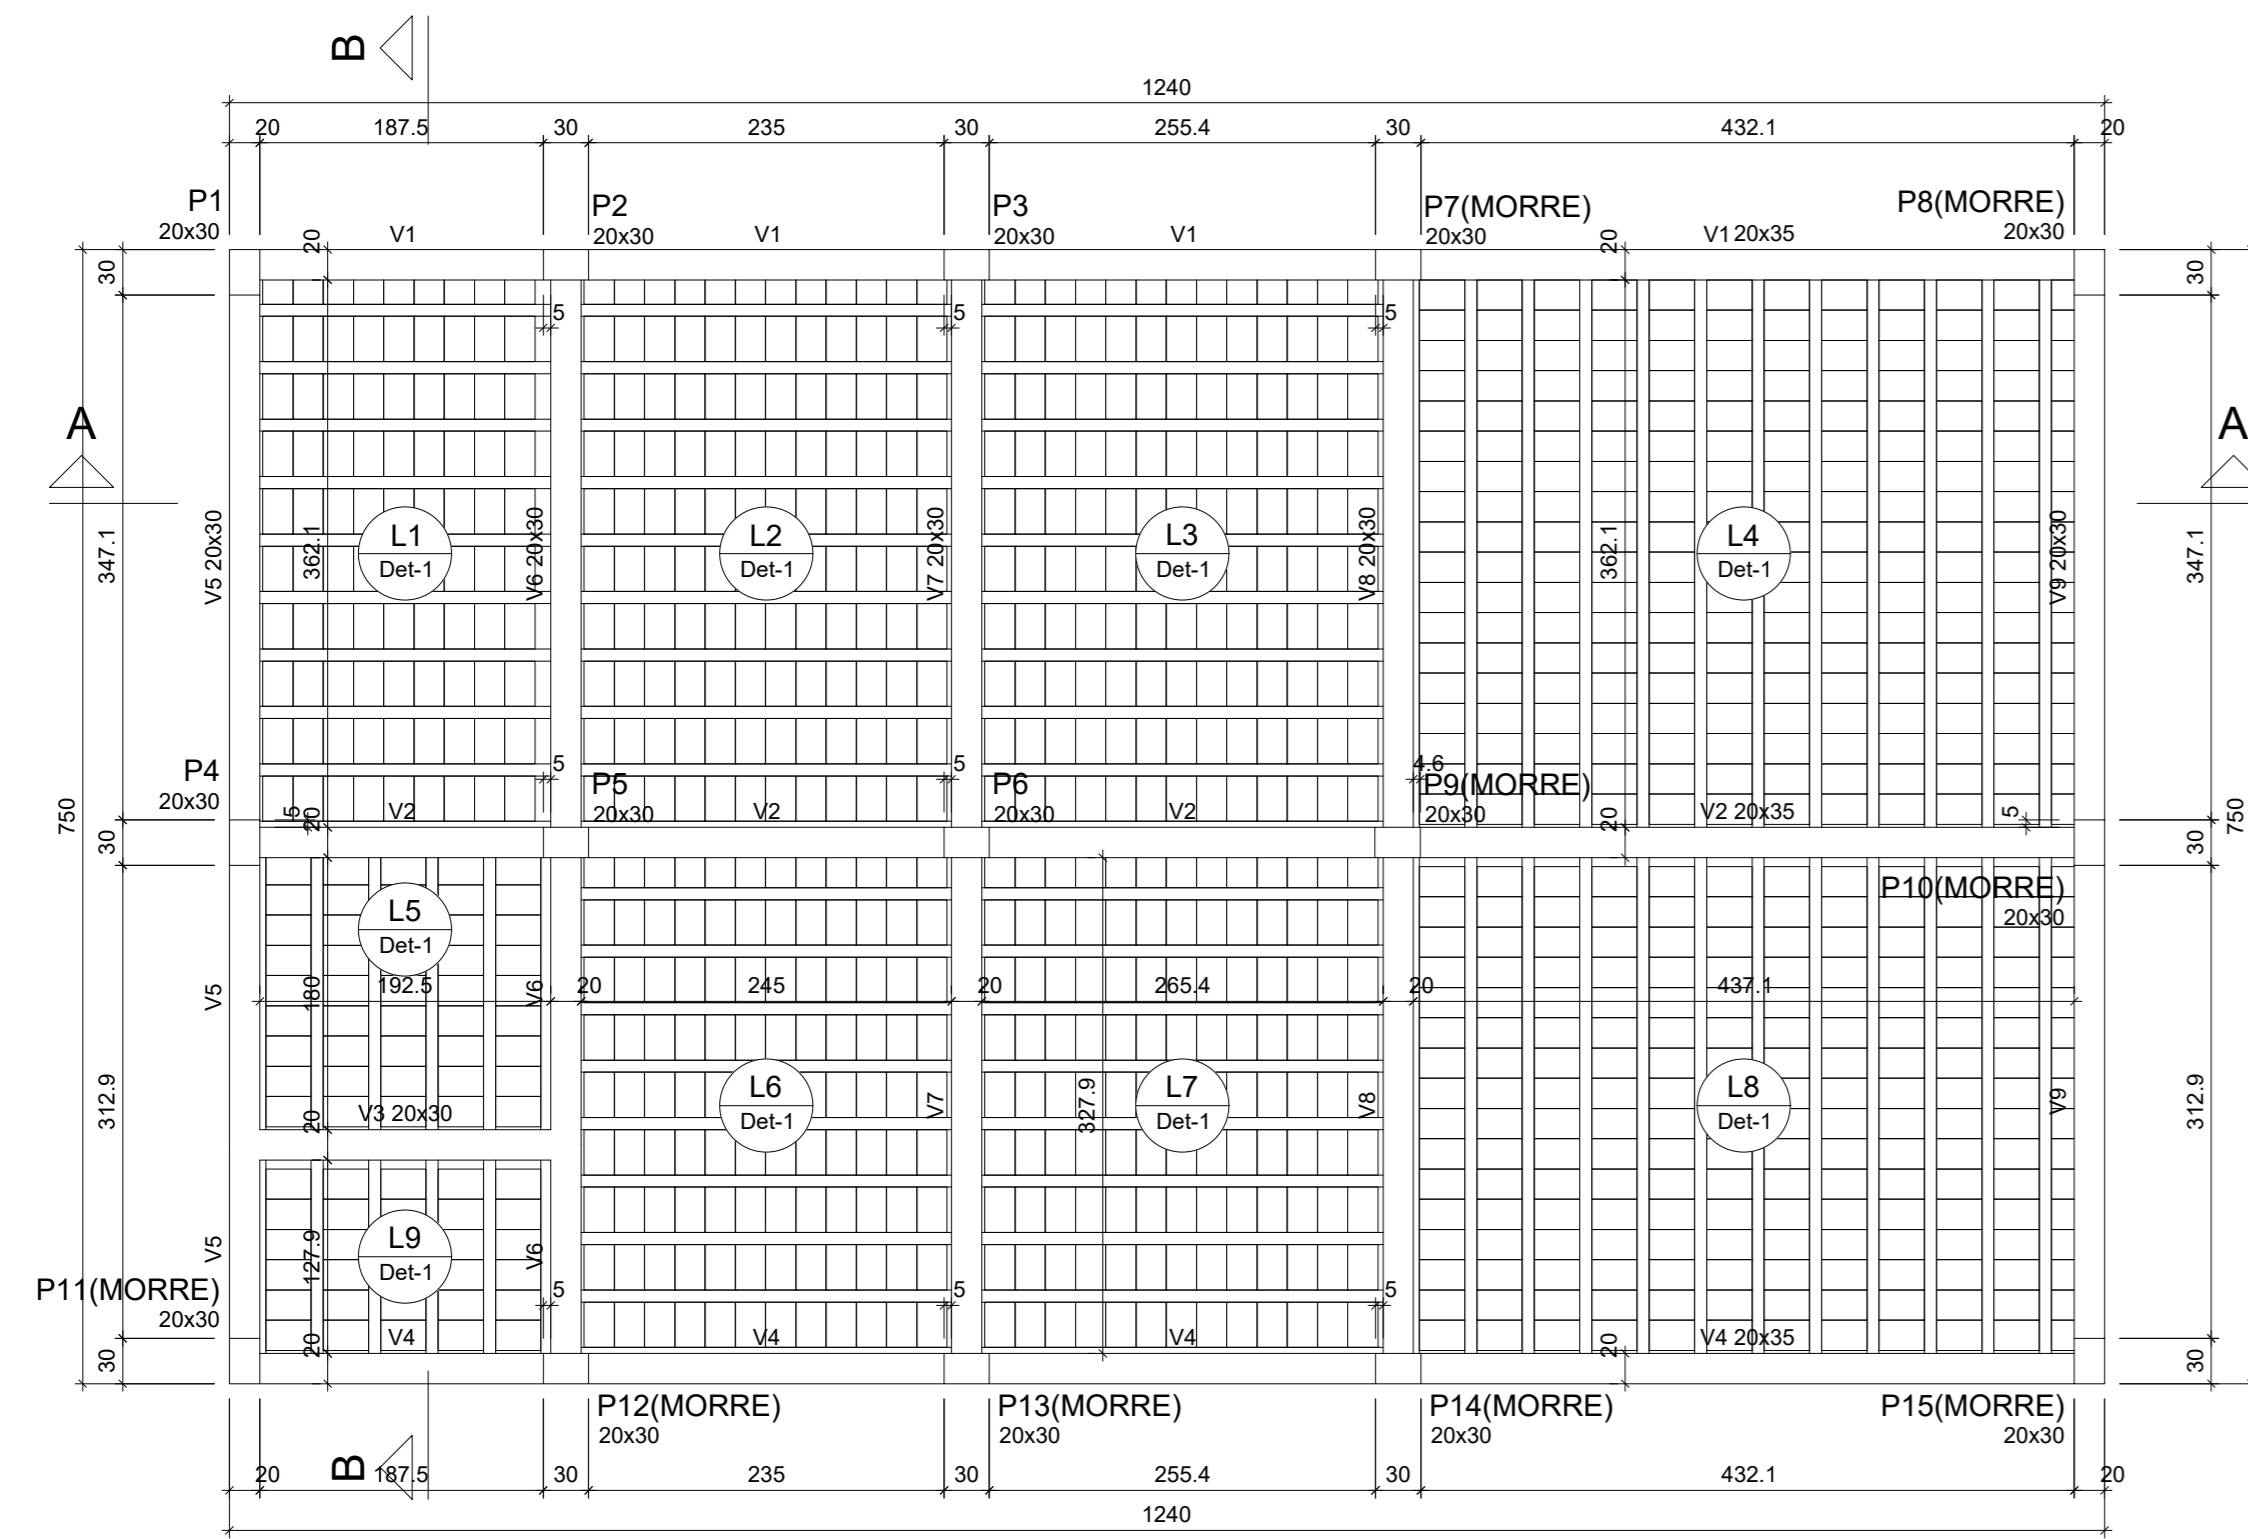 B
1240
20 187.5 30 235 30 255.4 30 432.1 20
P1
20x30
P2
20x30
P3
20x30
P7(MORRE)
20x30
P8(MORRE)
20x30
V1 V1 V1 V1 20x35
20 20
30 30
5 5 5
A A
347.1 V5 20x30 362.1 V6 20x30 V7 20x30 V8 20x30 362.1 V9 20x30 347.1
L1
Det-1
L2
Det-1
L3
Det-1
L4
Det-1
5 5 4.6
P4
20x30
P5
20x30
P6
20x30
P9(MORRE)
20x30
V2 V2 V2 V2 20x35
5 20 20 5
750 750
30 30
P10(MORRE)
20x30
L5
Det-1
192.5 20 245 20 265.4 20 437.1
V5 180 V6
312.9 327.9 V7 V8 V9 312.9
L6
Det-1
L7
Det-1
L8
Det-1
V3 20x30
20
L9
Det-1
V5 127.9 V6
5 5 5
P11(MORRE)
20x30
V4 V4 V4 V4 20x35
20 20
30 30
P12(MORRE)
20x30
P13(MORRE)
20x30
P14(MORRE)
20x30
P15(MORRE)
20x30
B
20 187.5 30 235 30 255.4 30 432.1 20
1240